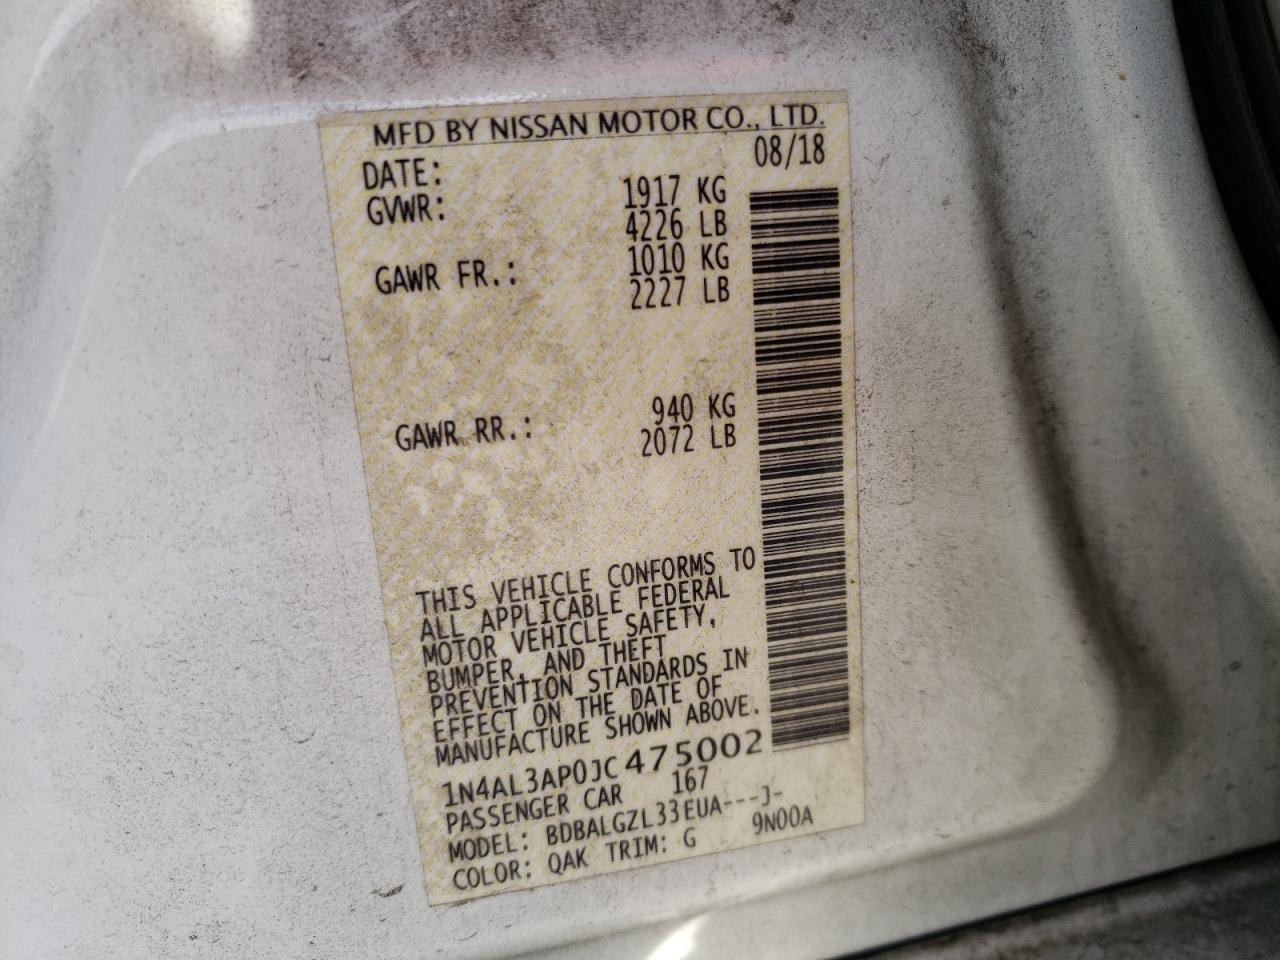 MFD BY NISSAN MOTOR CO., LTD.
DATE: 08/18
GVWR: 1917 KG
4226 LB
GAWR FR.: 1010 KG
2227 LB
GAWR RR.: 940 KG
2072 LB
THIS VEHICLE CONFORMS TO
ALL APPLICABLE FEDERAL
MOTOR VEHICLE SAFETY,
BUMPER, AND THEFT
PREVENTION STANDARDS IN
EFFECT ON THE DATE OF
MANUFACTURE SHOWN ABOVE.
1N4AL3AP0JC475002
PASSENGER CAR 167
MODEL: BDBALGZL33EUA---J-
COLOR: QAK TRIM: G 9N00A